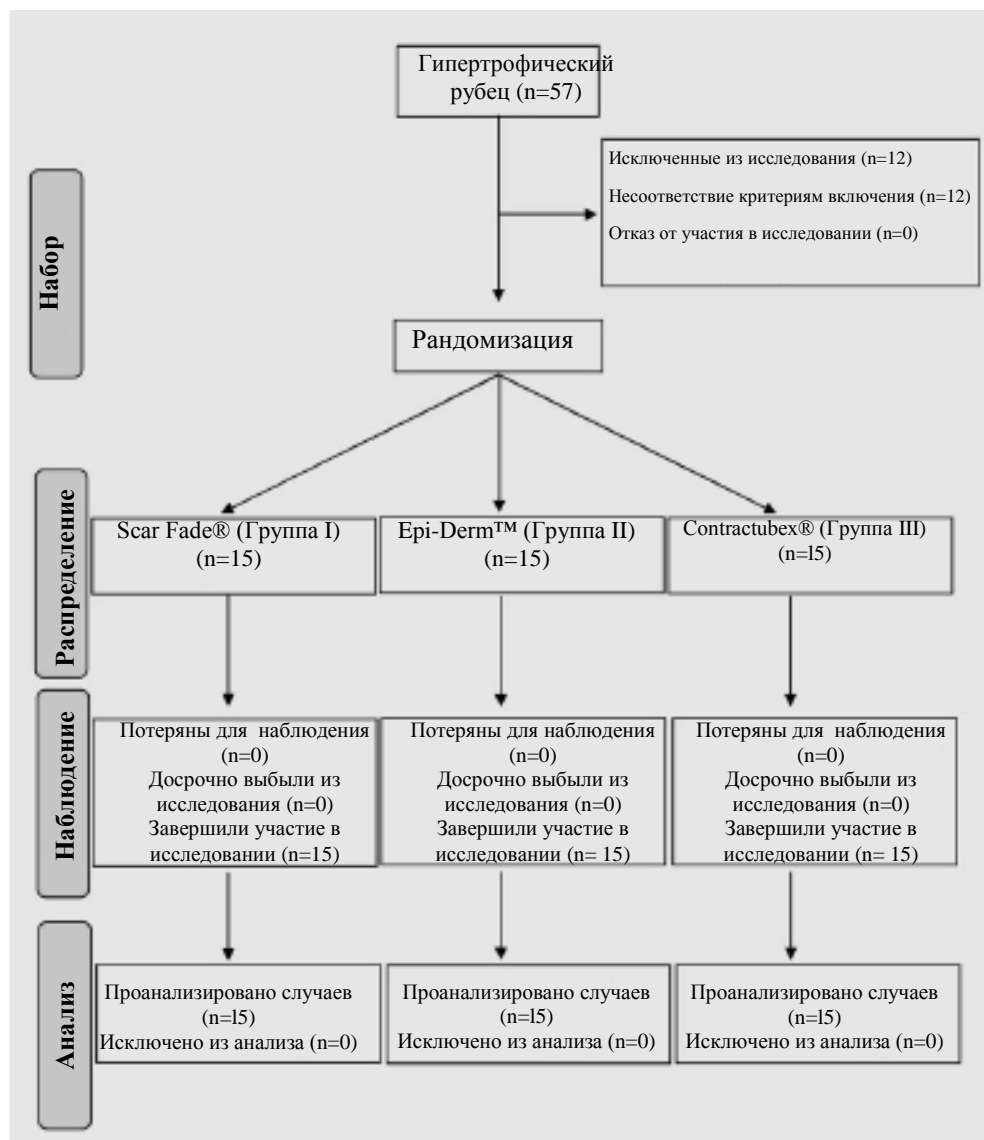 Гипертрофический
рубец (n=57)
Исключенные из исследования (n=12)
Несоответствие критериям включения (n=12)
Отказ от участия в исследовании (n=0)
Набор
Рандомизация
Распределение
Scar Fade® (Группа I)
(n=15)
Epi-Derm™ (Группа II)
(n=15)
Contractubex® (Группа III)
(n=l5)
Наблюдение
Потеряны для наблюдения
(n=0)
Досрочно выбыли из
исследования (n=0)
Завершили участие в
исследовании (n=15)
Потеряны для наблюдения
(n=0)
Досрочно выбыли из
исследования (n=0)
Завершили участие в
исследовании (n= 15)
Потеряны для наблюдения
(n=0)
Досрочно выбыли из
исследования (n=0)
Завершили участие в
исследовании (n= 15)
Анализ
Проанализировано случаев
(n=l5)
Исключено из анализа (n=0)
Проанализировано случаев
(n=l5)
Исключено из анализа (n=0)
Проанализировано случаев
(n=l5)
Исключено из анализа (n=0)